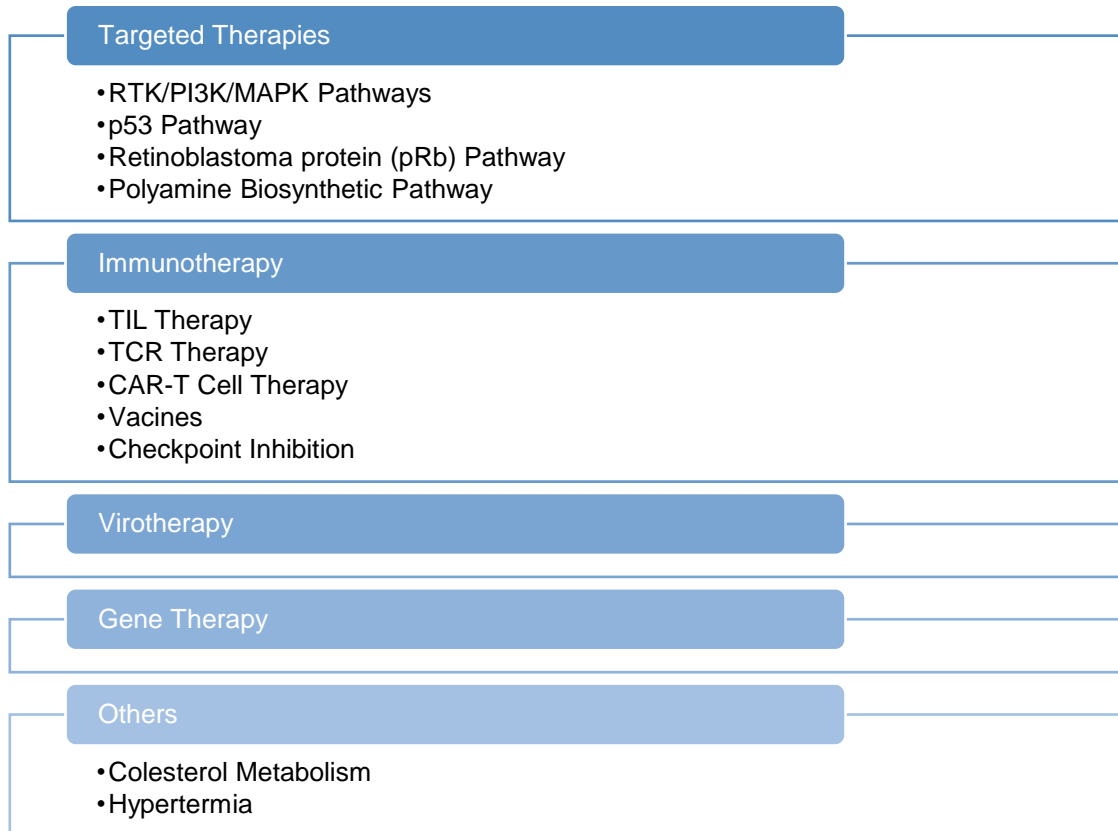 Targeted Therapies
•RTK/PI3K/MAPK Pathways
•p53 Pathway
•Retinoblastoma protein (pRb) Pathway
•Polyamine Biosynthetic Pathway
Immunotherapy
•TIL Therapy
•TCR Therapy
•CAR-T Cell Therapy
•Vacines
•Checkpoint Inhibition
Virotherapy
Gene Therapy
Others
•Colesterol Metabolism
•Hypertermia